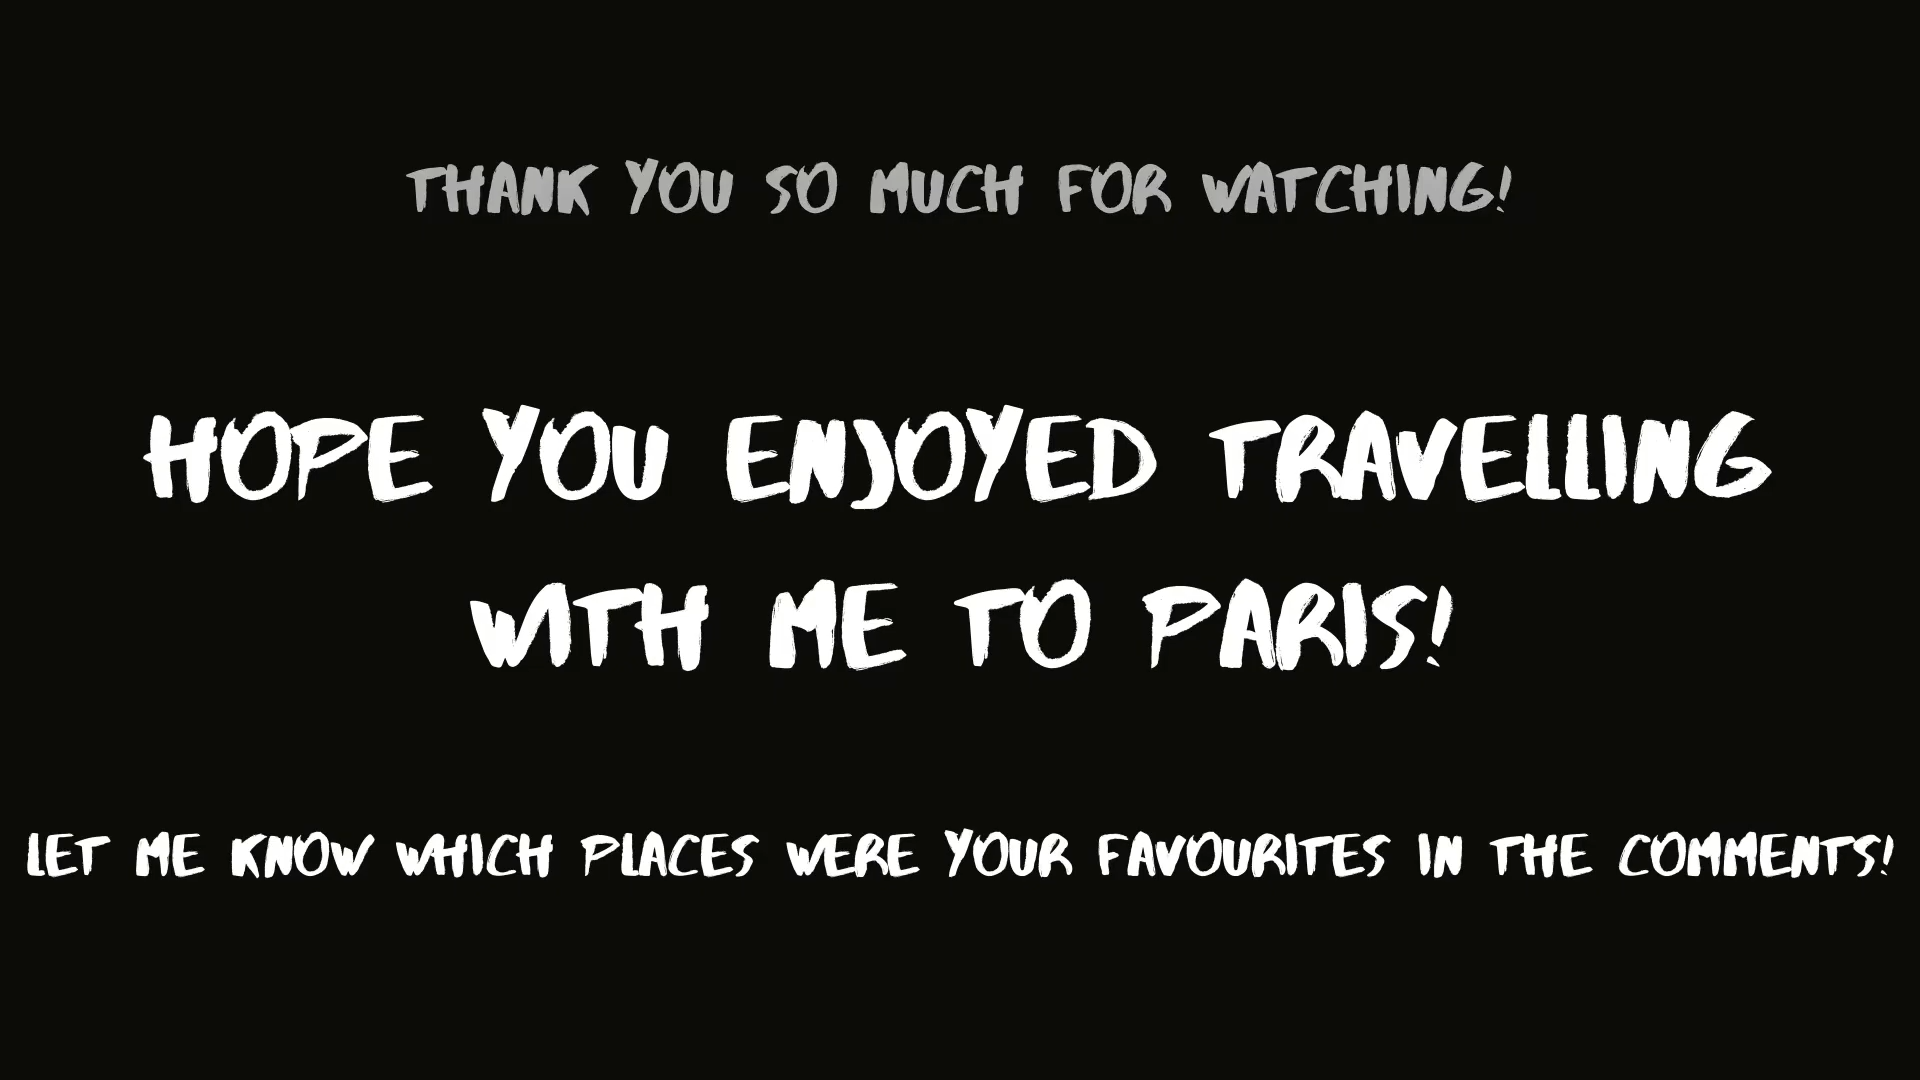 THANK YOU SO MUCH FOR WATCHING!
HOPE YOU ENJOYED TRAVELLING
WITH ME TO PARIS!
LET ME KNOW WHICH PLACES WERE YOUR FAVOURITES IN THE COMMENTS!